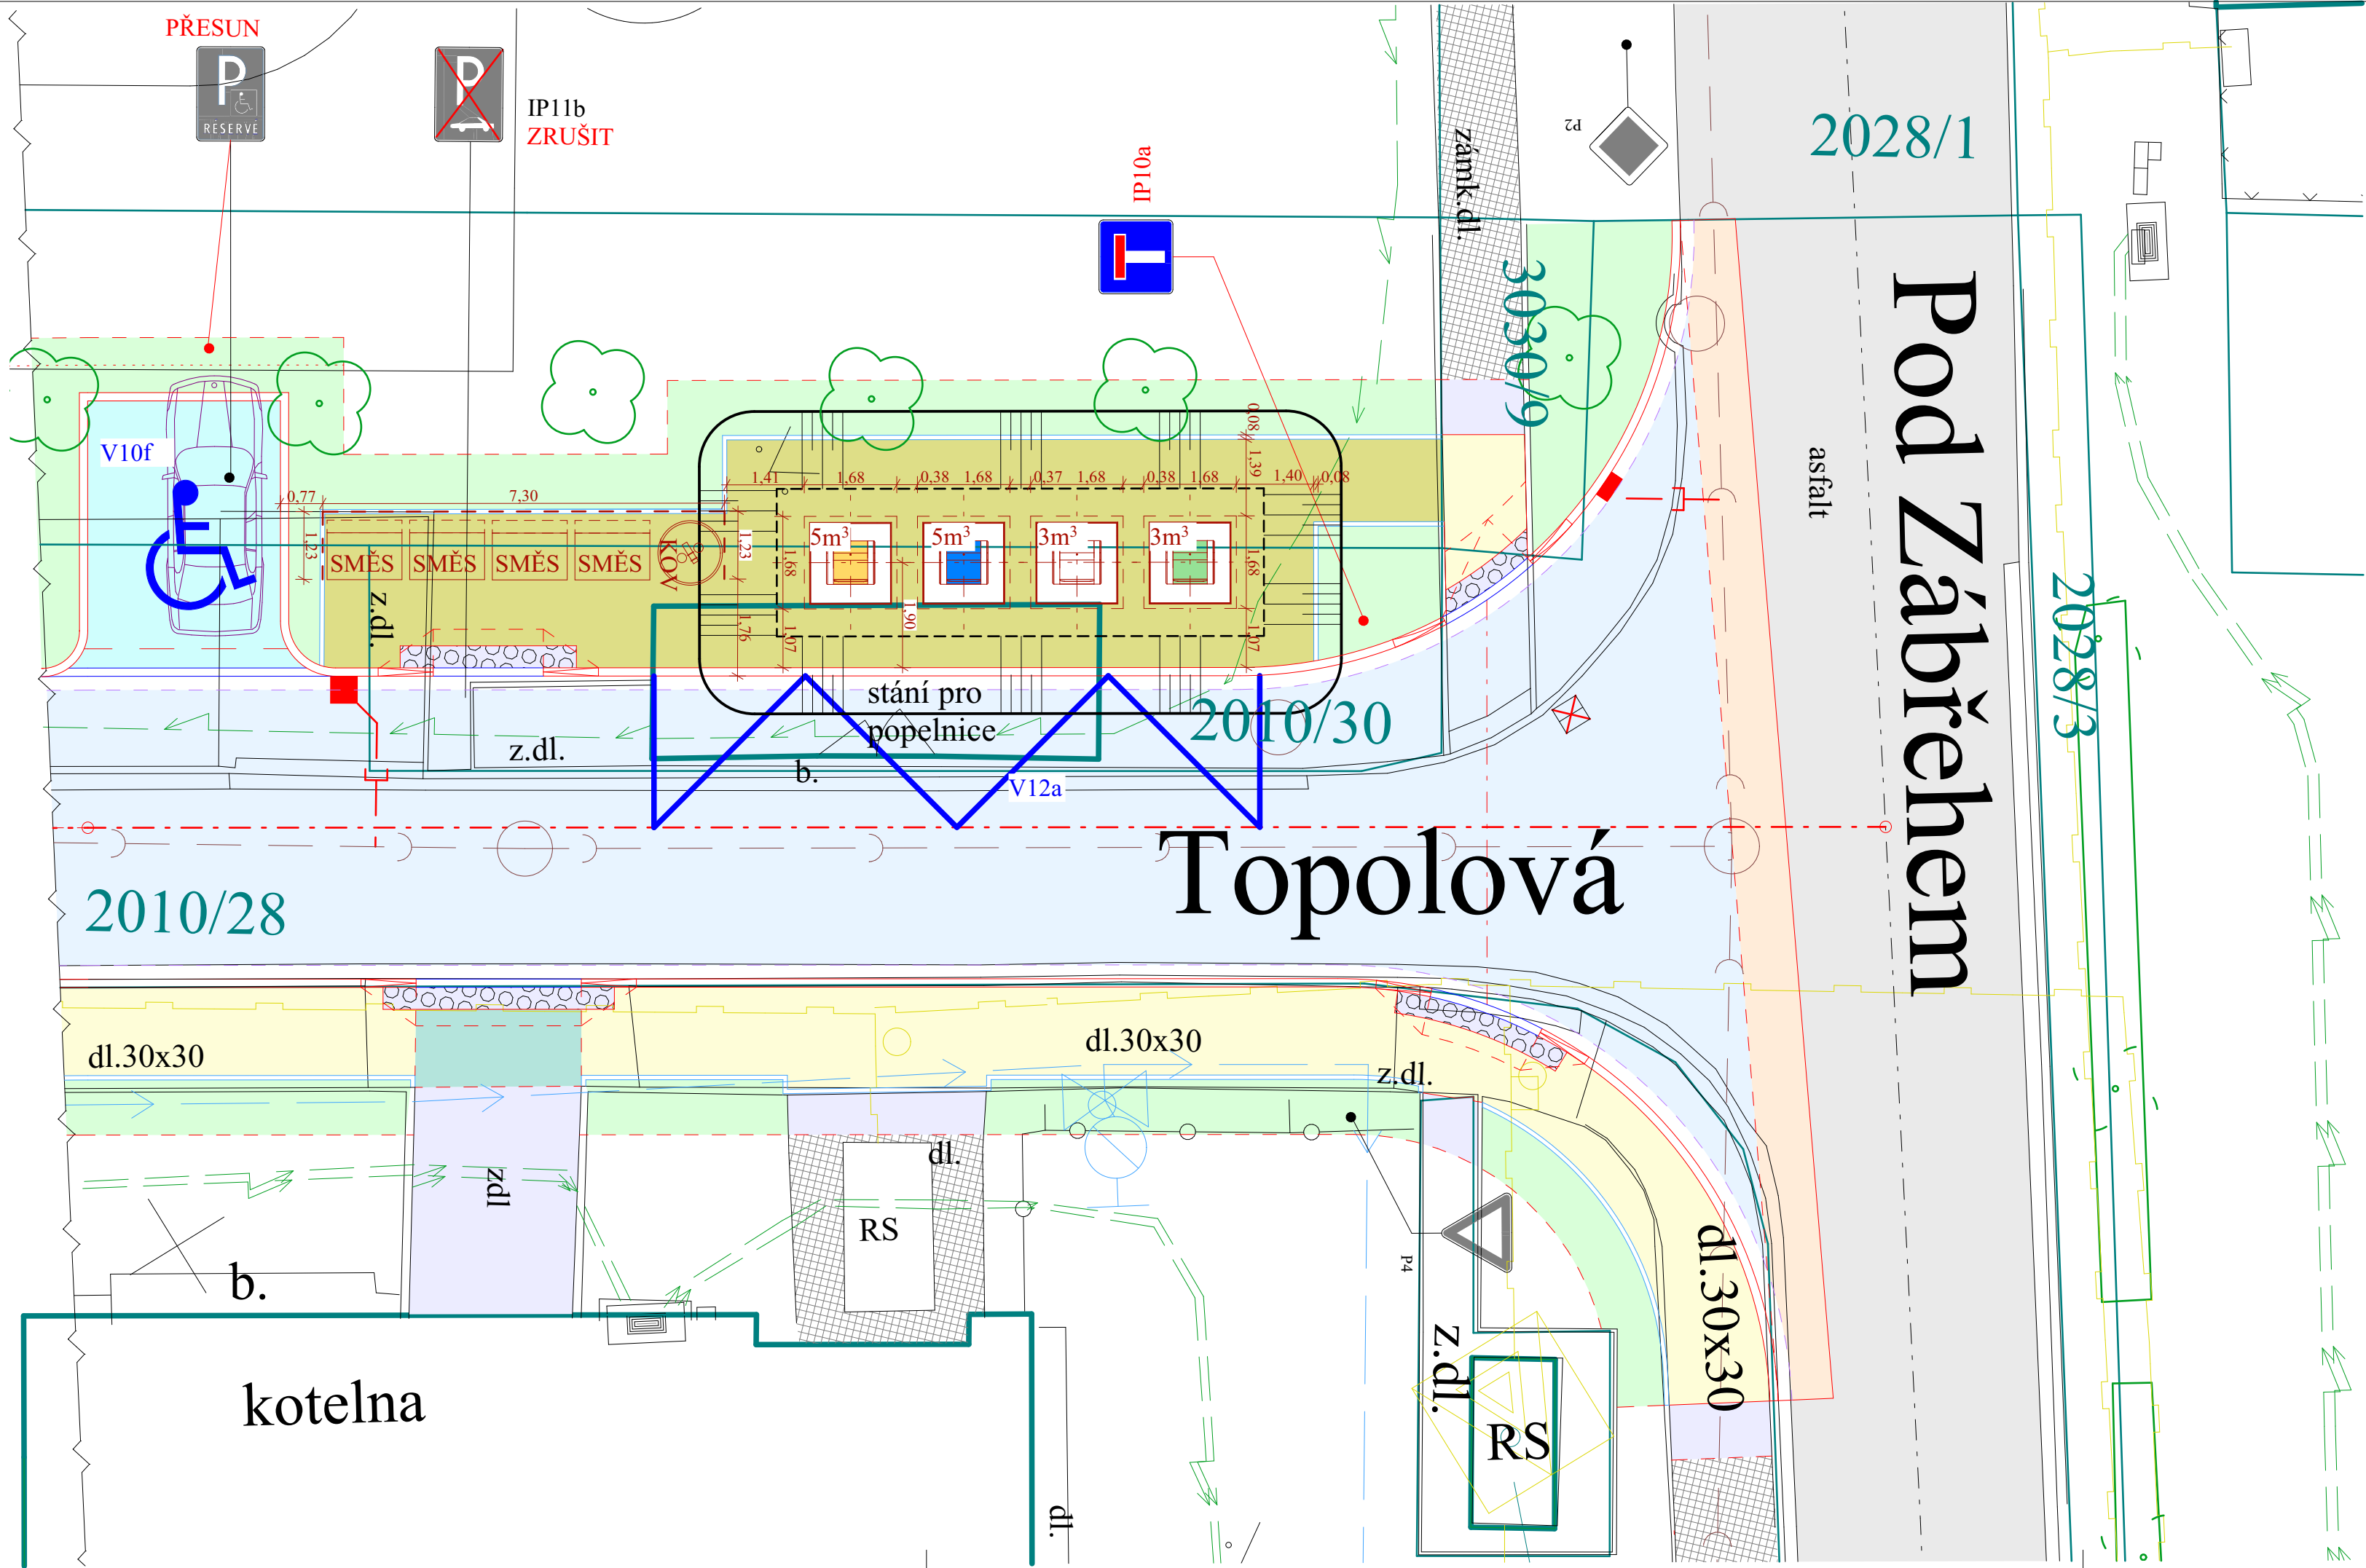 PŘESUN
P
RÉSERVÉ
P
IP11b
ZRUŠIT
IP10a
zámk.dl.
P2
2028/1
3030/9
Pod Zábřehem
asfalt
2028/3
V10f
0,77
7,30
1,23
SMĚS
SMĚS
SMĚS
SMĚS
KOV
1,23
1,76
z.dl.
1,41
1,68
0,38
1,68
0,37
1,68
0,38
1,68
1,40
0,08
0,08
1,39
5m³
5m³
3m³
3m³
1,68
1,07
1,90
1,68
1,07
stání pro
popelnice
2010/30
z.dl.
b.
V12a
Topolová
2010/28
dl.30x30
dl.30x30
z.dl.
zdl
dl.
RS
P4
b.
kotelna
z.dl.
RS
dl.30x30
dl.